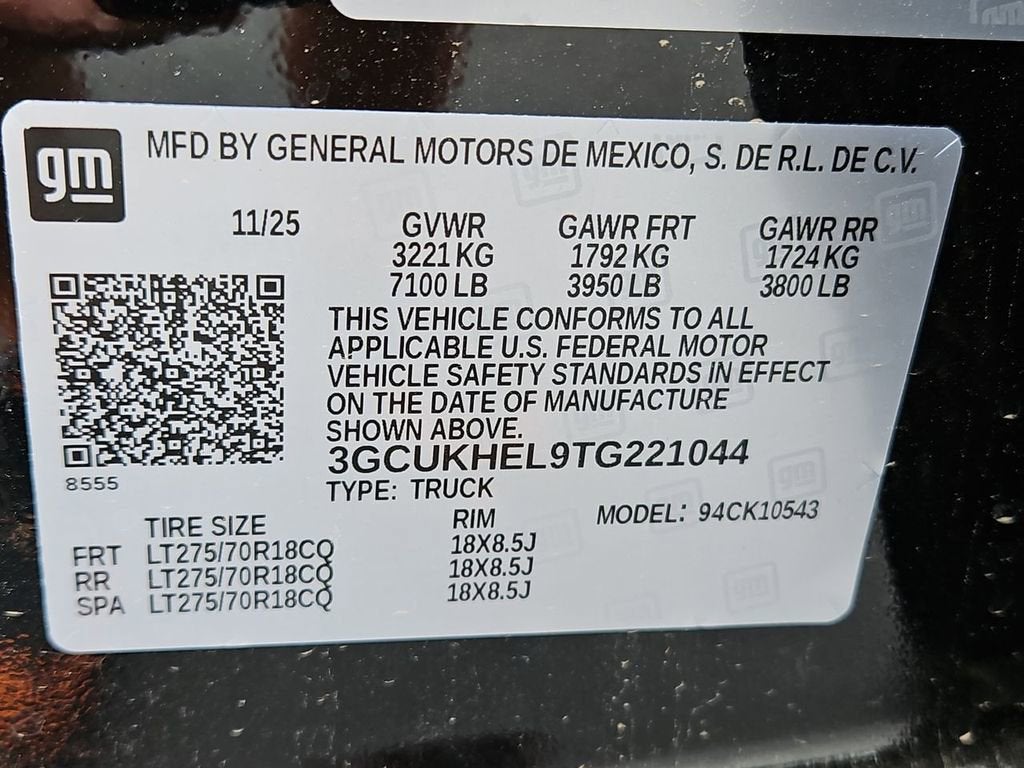 gm
MFD BY GENERAL MOTORS DE MEXICO, S. DE R.L. DE C.V.
11/25 GVWR GAWR FRT GAWR RR
3221 KG 1792 KG 1724 KG
7100 LB 3950 LB 3800 LB
THIS VEHICLE CONFORMS TO ALL
APPLICABLE U.S. FEDERAL MOTOR
VEHICLE SAFETY STANDARDS IN EFFECT
ON THE DATE OF MANUFACTURE
SHOWN ABOVE.
3GCUKHEL9TG221044
8555
TYPE: TRUCK
TIRE SIZE RIM MODEL: 94CK10543
FRT LT275/70R18CQ 18X8.5J
RR LT275/70R18CQ 18X8.5J
SPA LT275/70R18CQ 18X8.5J